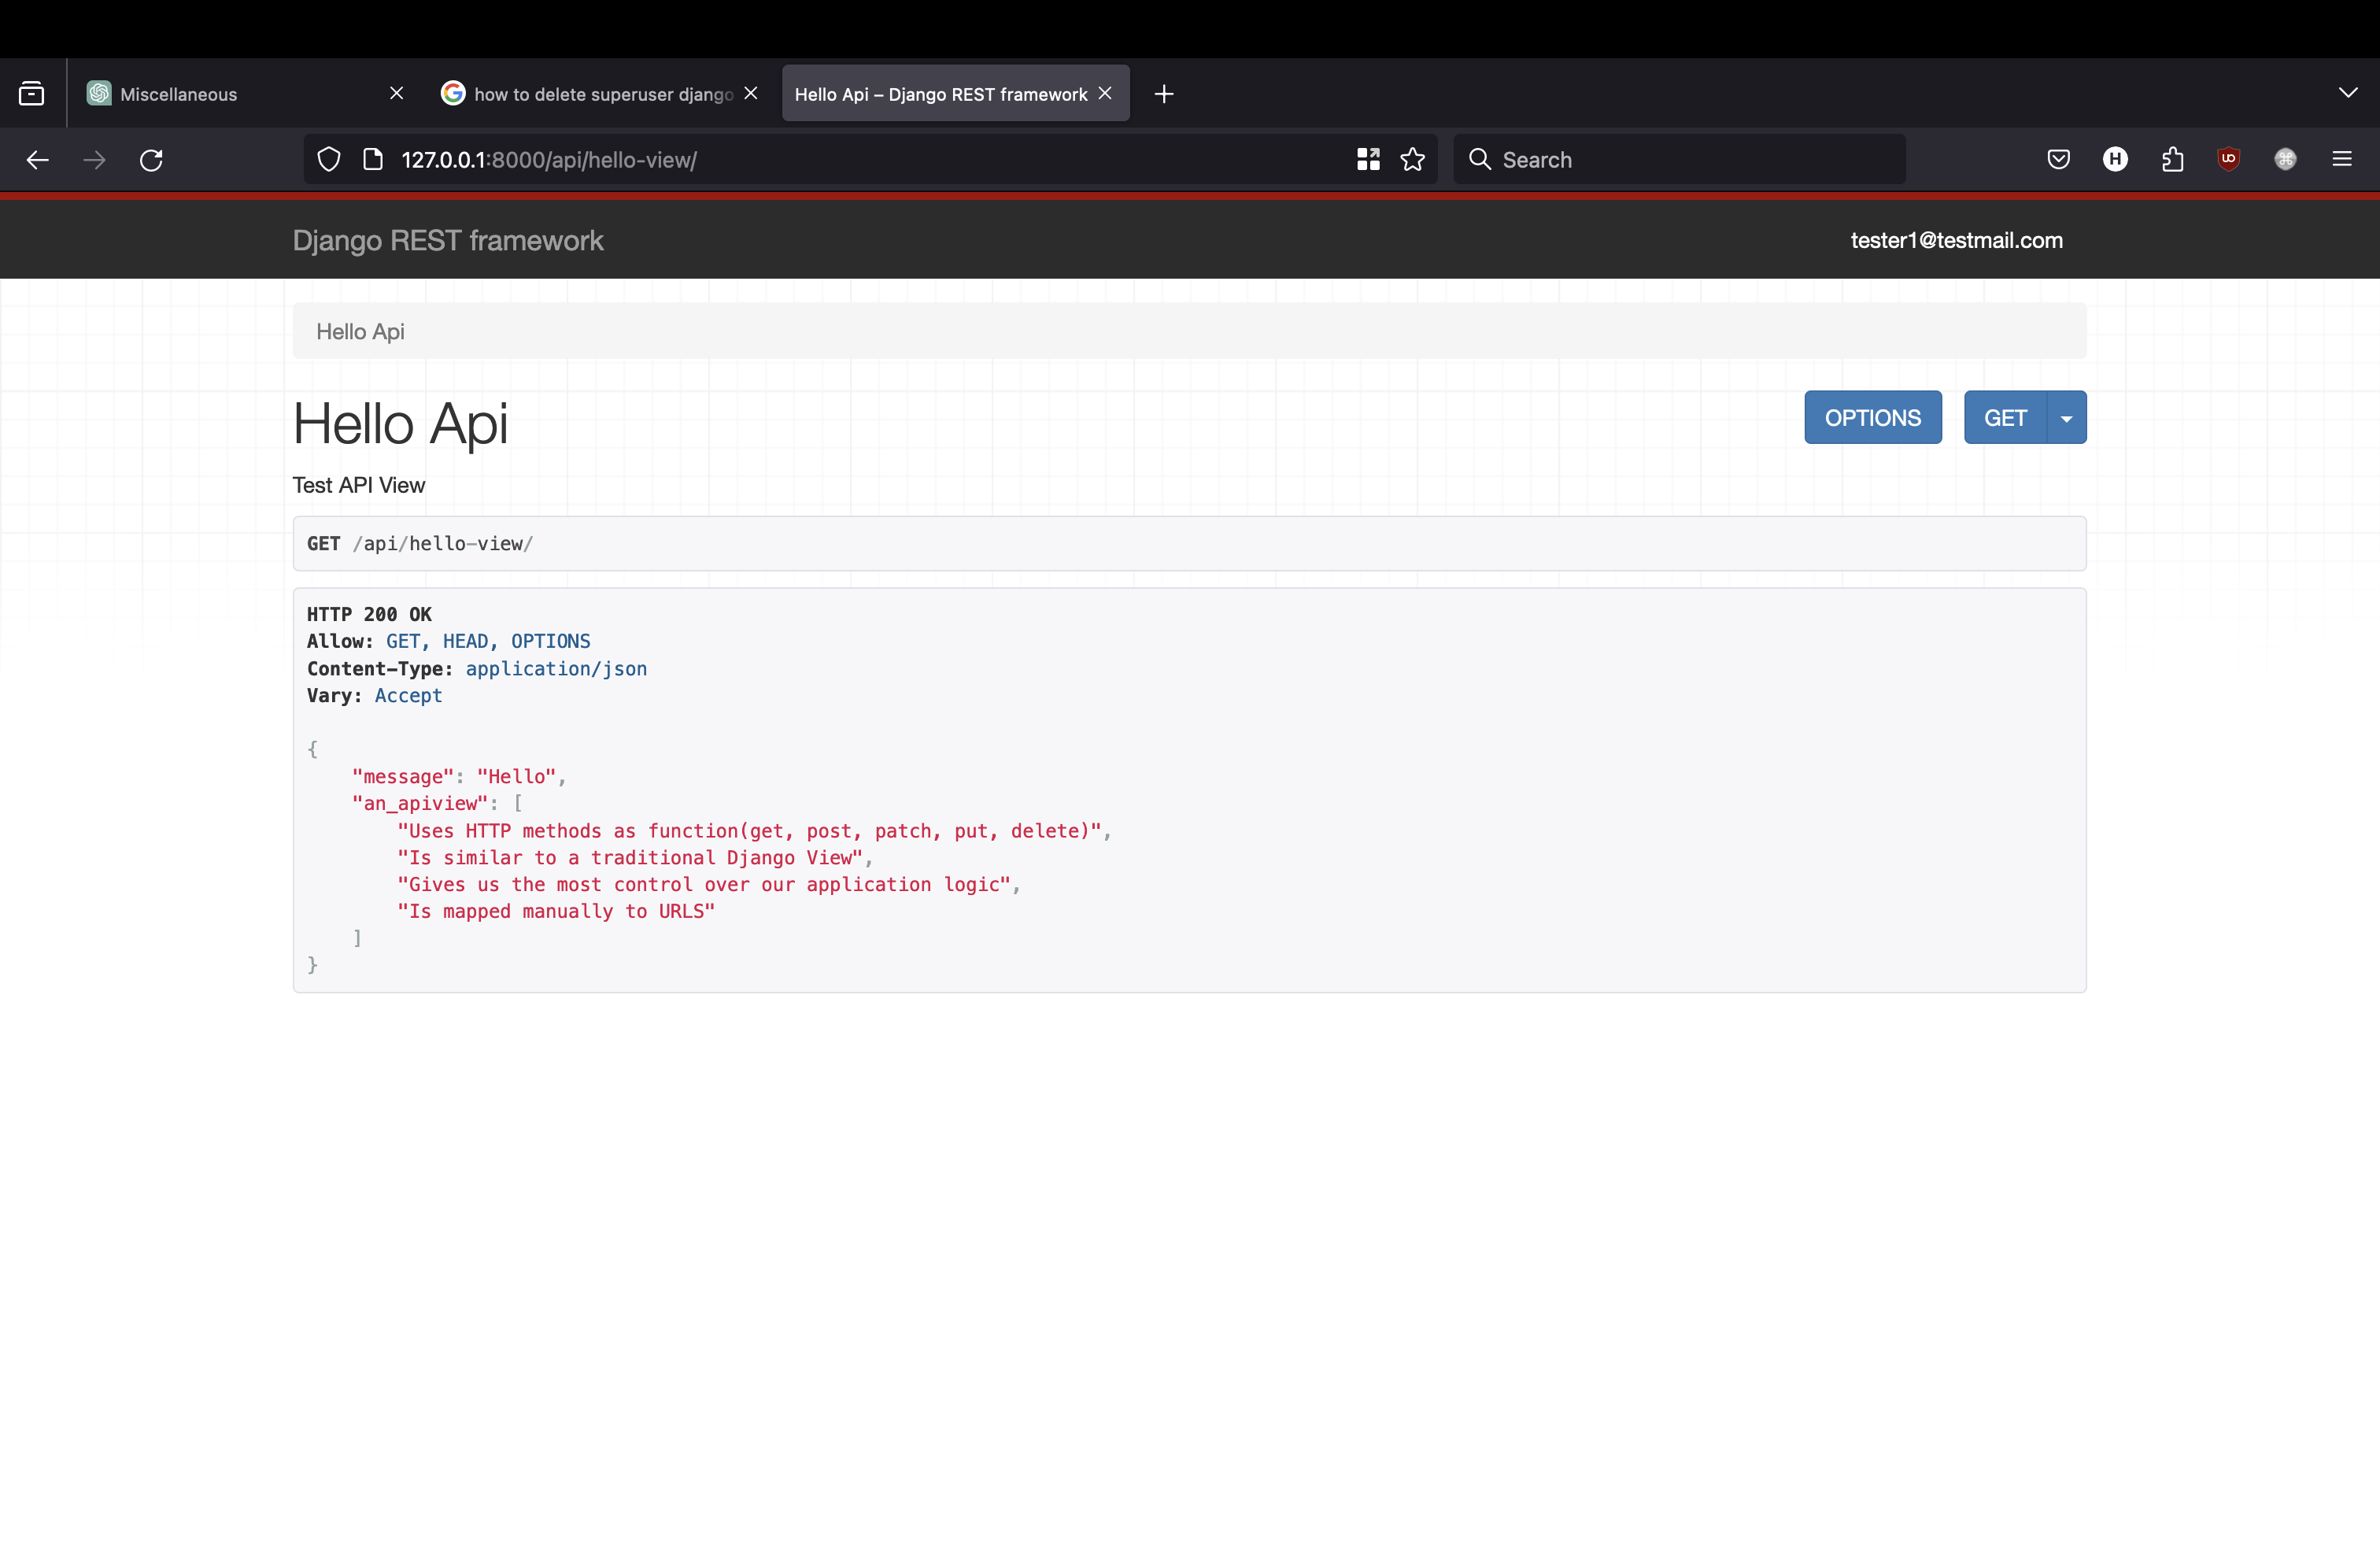 Miscellaneous
how to delete superuser django
Hello Api – Django REST framework
127.0.0.1:8000/api/hello-view/
Search
H
UO
Django REST framework
tester1@testmail.com
Hello Api
Hello Api
OPTIONS
GET
Test API View
GET /api/hello-view/
HTTP 200 OK
Allow: GET, HEAD, OPTIONS
Content-Type: application/json
Vary: Accept
{
"message": "Hello",
"an_apiview": [
"Uses HTTP methods as function(get, post, patch, put, delete)",
"Is similar to a traditional Django View",
"Gives us the most control over our application logic",
"Is mapped manually to URLS"
]
}